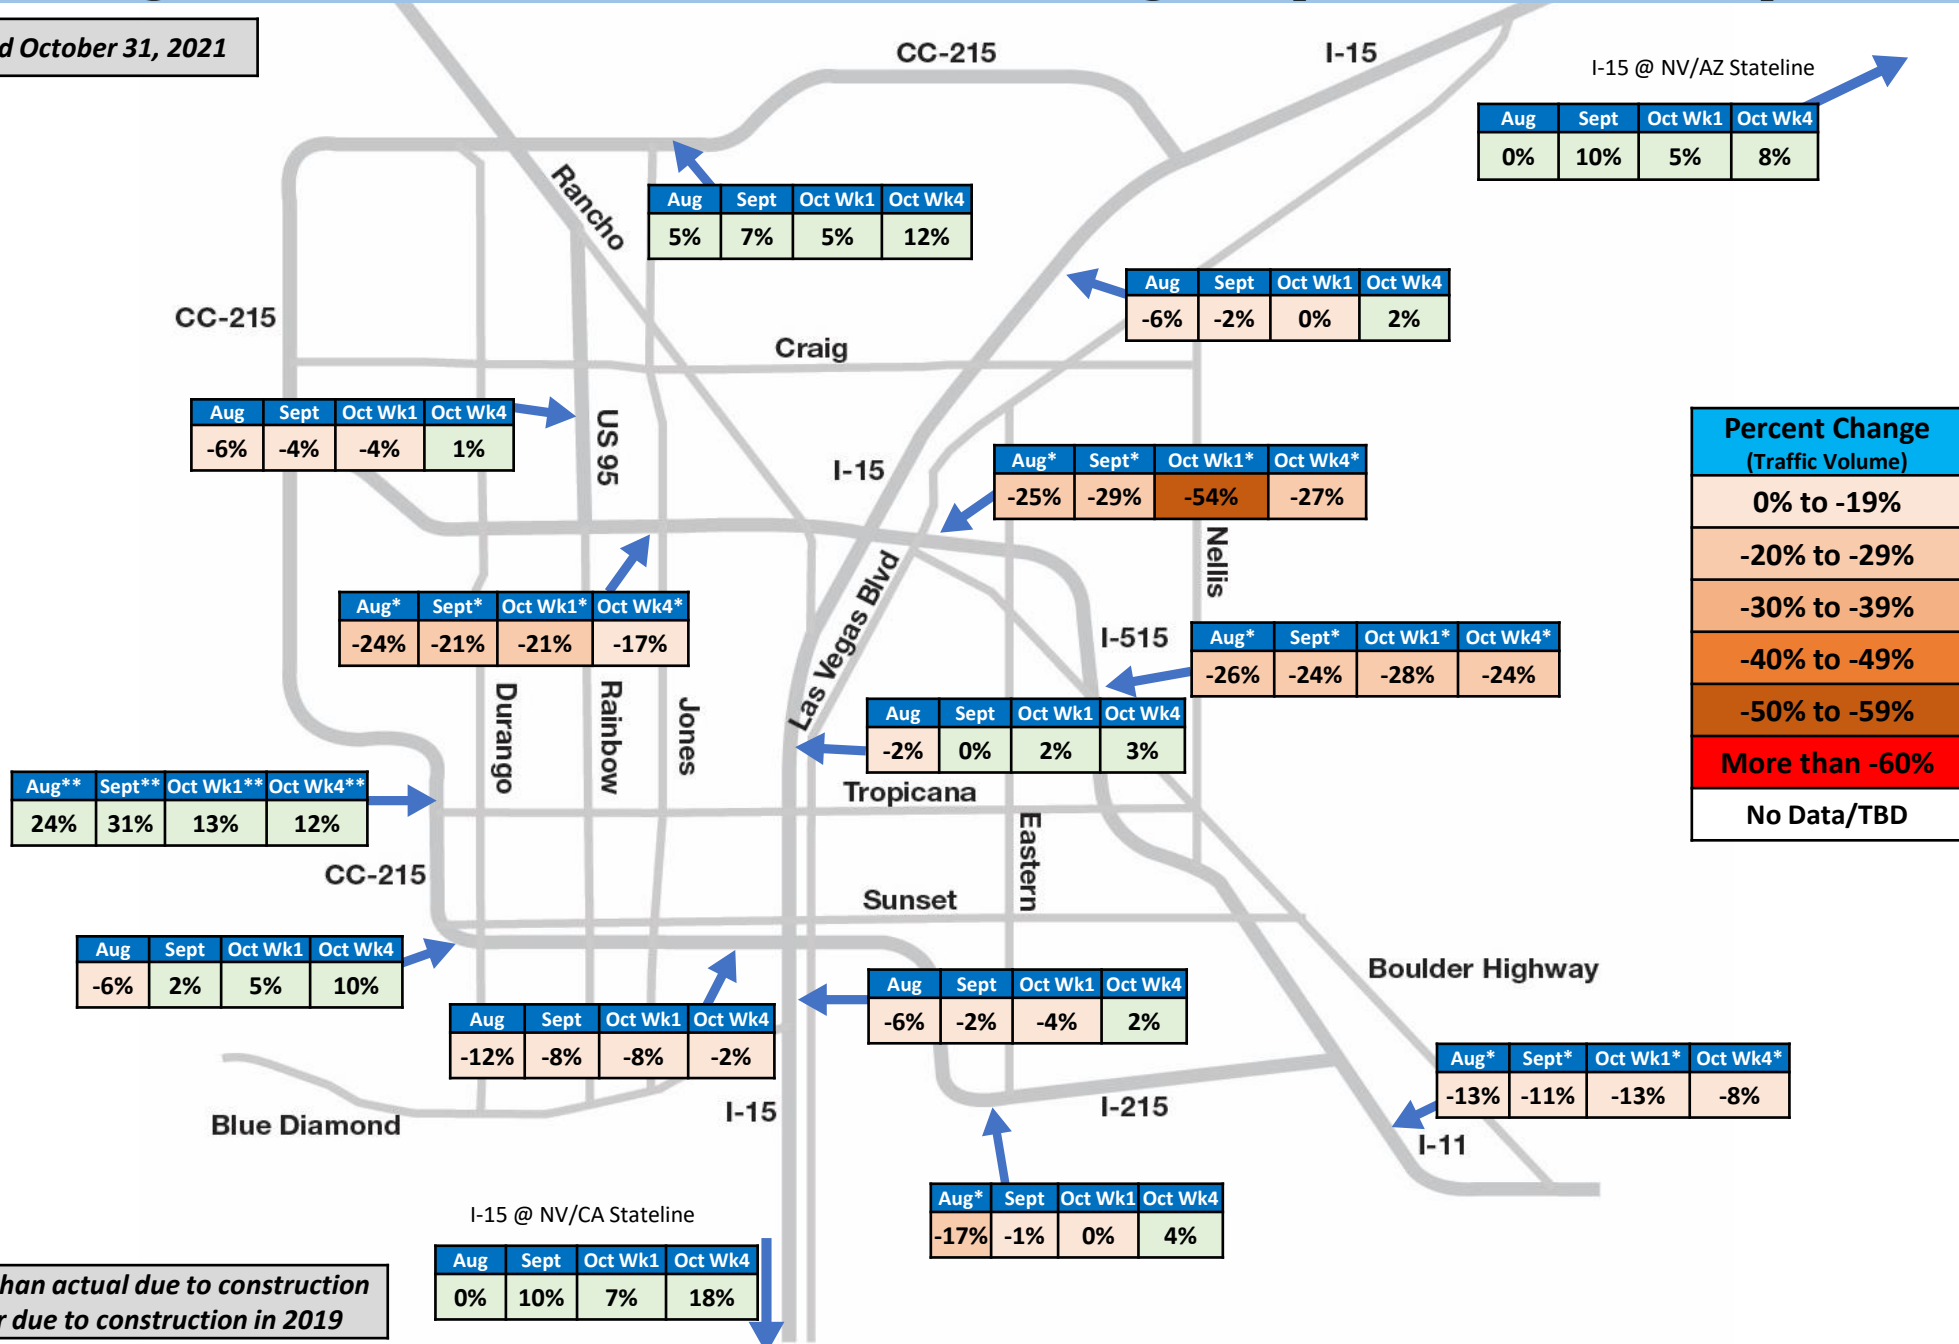 October 31, 2021
CC-215
I-15
I-15 @ NV/AZ Stateline
Aug Sept Oct Wk1 Oct Wk4
0% 10% 5% 8%
Rancho
Aug Sept Oct Wk1 Oct Wk4
5% 7% 5% 12%
Aug Sept Oct Wk1 Oct Wk4
-6% -2% 0% 2%
CC-215
Craig
Aug Sept Oct Wk1 Oct Wk4
-6% -4% -4% 1%
US 95
I-15
Aug* Sept* Oct Wk1* Oct Wk4*
-25% -29% -54% -27%
Percent Change
(Traffic Volume)
0% to -19%
-20% to -29%
-30% to -39%
-40% to -49%
-50% to -59%
More than -60%
No Data/TBD
Nellis
Las Vegas Blvd
Aug* Sept* Oct Wk1* Oct Wk4*
-24% -21% -21% -17%
I-515
Aug* Sept* Oct Wk1* Oct Wk4*
-26% -24% -28% -24%
Durango
Rainbow
Jones
Aug Sept Oct Wk1 Oct Wk4
-2% 0% 2% 3%
Aug** Sept** Oct Wk1** Oct Wk4**
24% 31% 13% 12%
Tropicana
Eastern
CC-215
Sunset
Aug Sept Oct Wk1 Oct Wk4
-6% 2% 5% 10%
Boulder Highway
Aug Sept Oct Wk1 Oct Wk4
-12% -8% -8% -2%
Aug Sept Oct Wk1 Oct Wk4
-6% -2% -4% 2%
Aug* Sept* Oct Wk1* Oct Wk4*
-13% -11% -13% -8%
Blue Diamond
I-15
I-215
I-11
Aug* Sept Oct Wk1 Oct Wk4
-17% -1% 0% 4%
I-15 @ NV/CA Stateline
Aug Sept Oct Wk1 Oct Wk4
0% 10% 7% 18%
han actual due to construction
due to construction in 2019